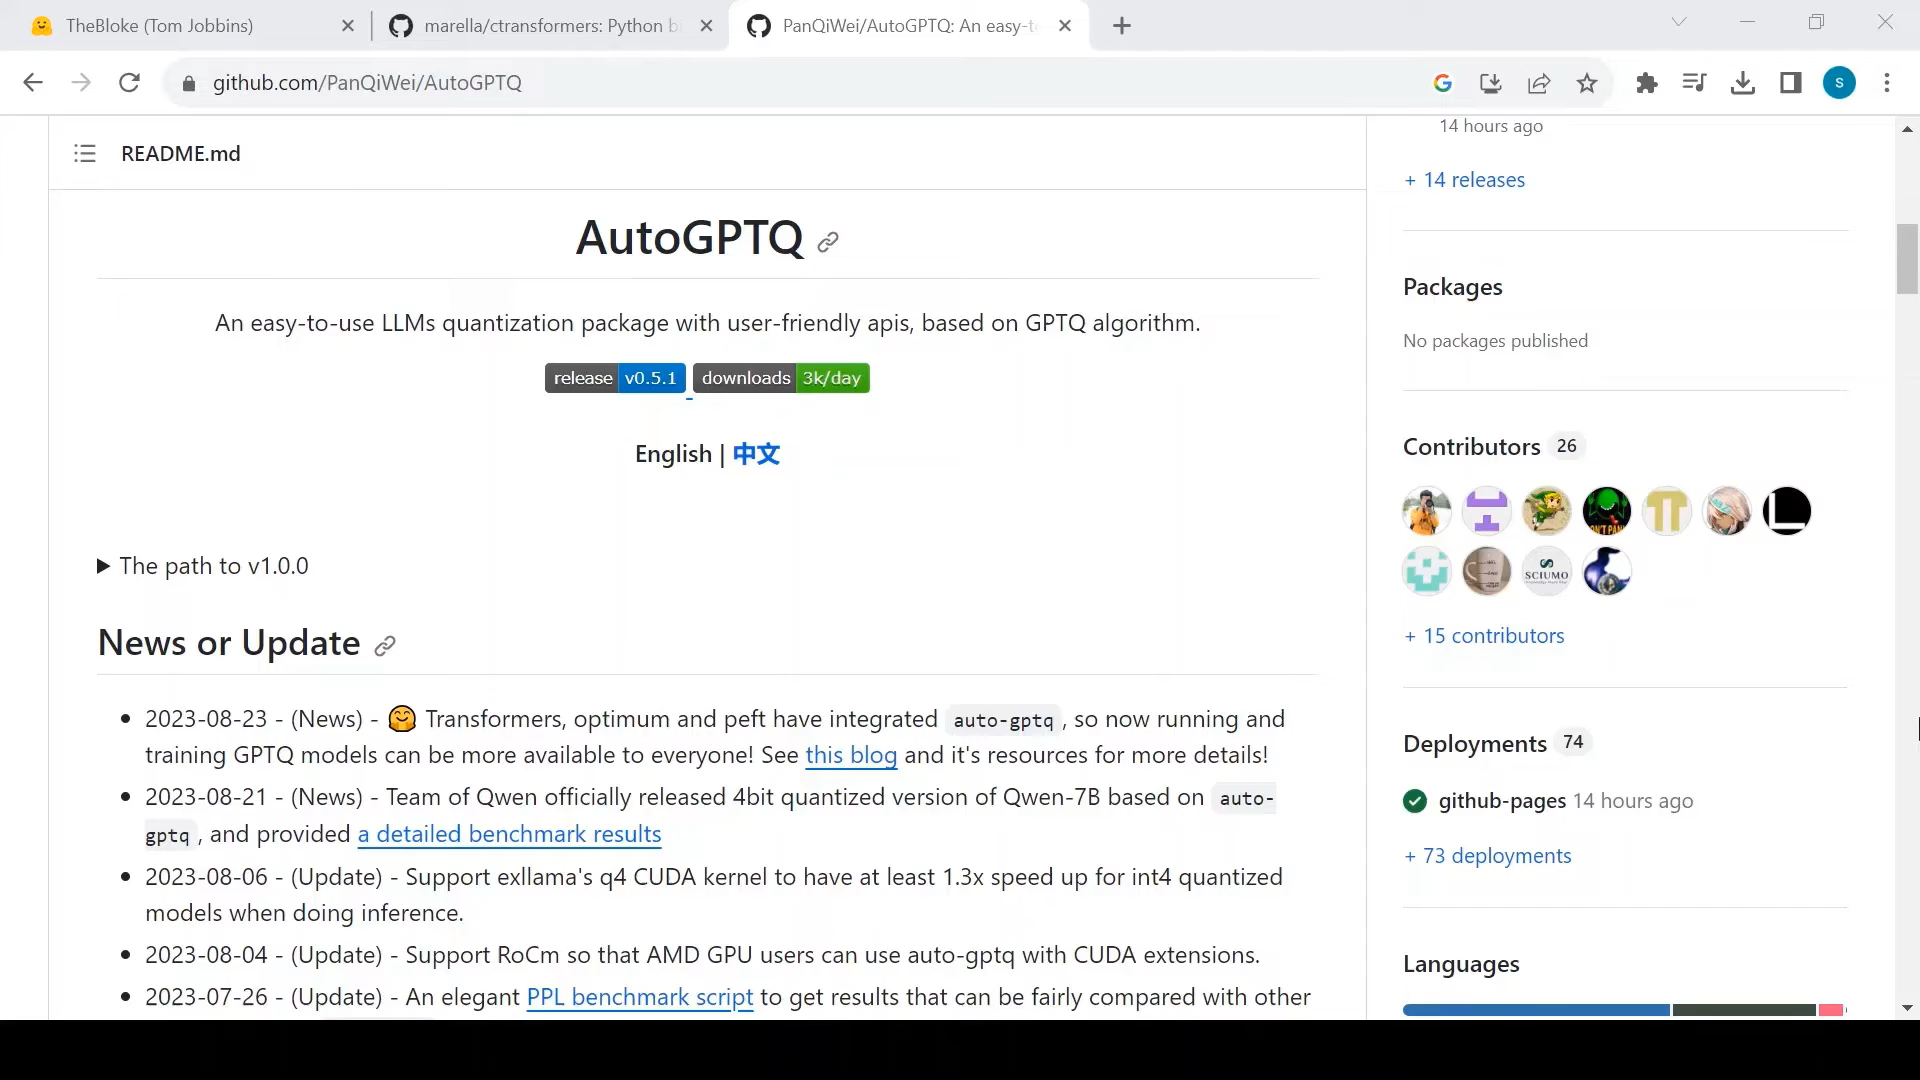 TheBloke (Tom Jobbins)
marella/ctransformers: Python b
PanQiWei/AutoGPTQ: An easy-t
github.com/PanQiWei/AutoGPTQ
S
README.md
AutoGPTQ
An easy-to-use LLMs quantization package with user-friendly apis, based on GPTQ algorithm.
release v0.5.1 downloads 3k/day
English | 中文
The path to v1.0.0
News or Update
2023-08-23 - (News) - 🤗 Transformers, optimum and peft have integrated auto-gptq, so now running and
training GPTQ models can be more available to everyone! See this blog and it's resources for more details!
2023-08-21 - (News) - Team of Qwen officially released 4bit quantized version of Qwen-7B based on auto-
gptq, and provided a detailed benchmark results
2023-08-06 - (Update) - Support exllama's q4 CUDA kernel to have at least 1.3x speed up for int4 quantized
models when doing inference.
2023-08-04 - (Update) - Support RoCm so that AMD GPU users can use auto-gptq with CUDA extensions.
2023-07-26 - (Update) - An elegant PPL benchmark script to get results that can be fairly compared with other
14 hours ago
+ 14 releases
Packages
No packages published
Contributors 26
SCIUMO
+ 15 contributors
Deployments 74
github-pages 14 hours ago
+ 73 deployments
Languages